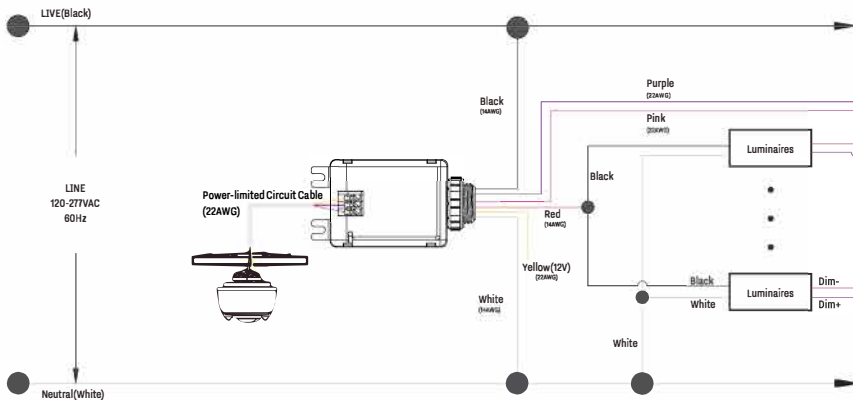 LIVE(Black)
Purple
(22AWG)
Black
(14AWG)
Pink
(22AWG)
Luminaires
LINE
120-277VAC
60Hz
Power-limited Circuit Cable
(22AWG)
Black
Red
(14AWG)
Yellow(12V)
(22AWG)
Black
White
Luminaires
Dim-
Dim+
White
(14AWG)
White
Neutral(White)